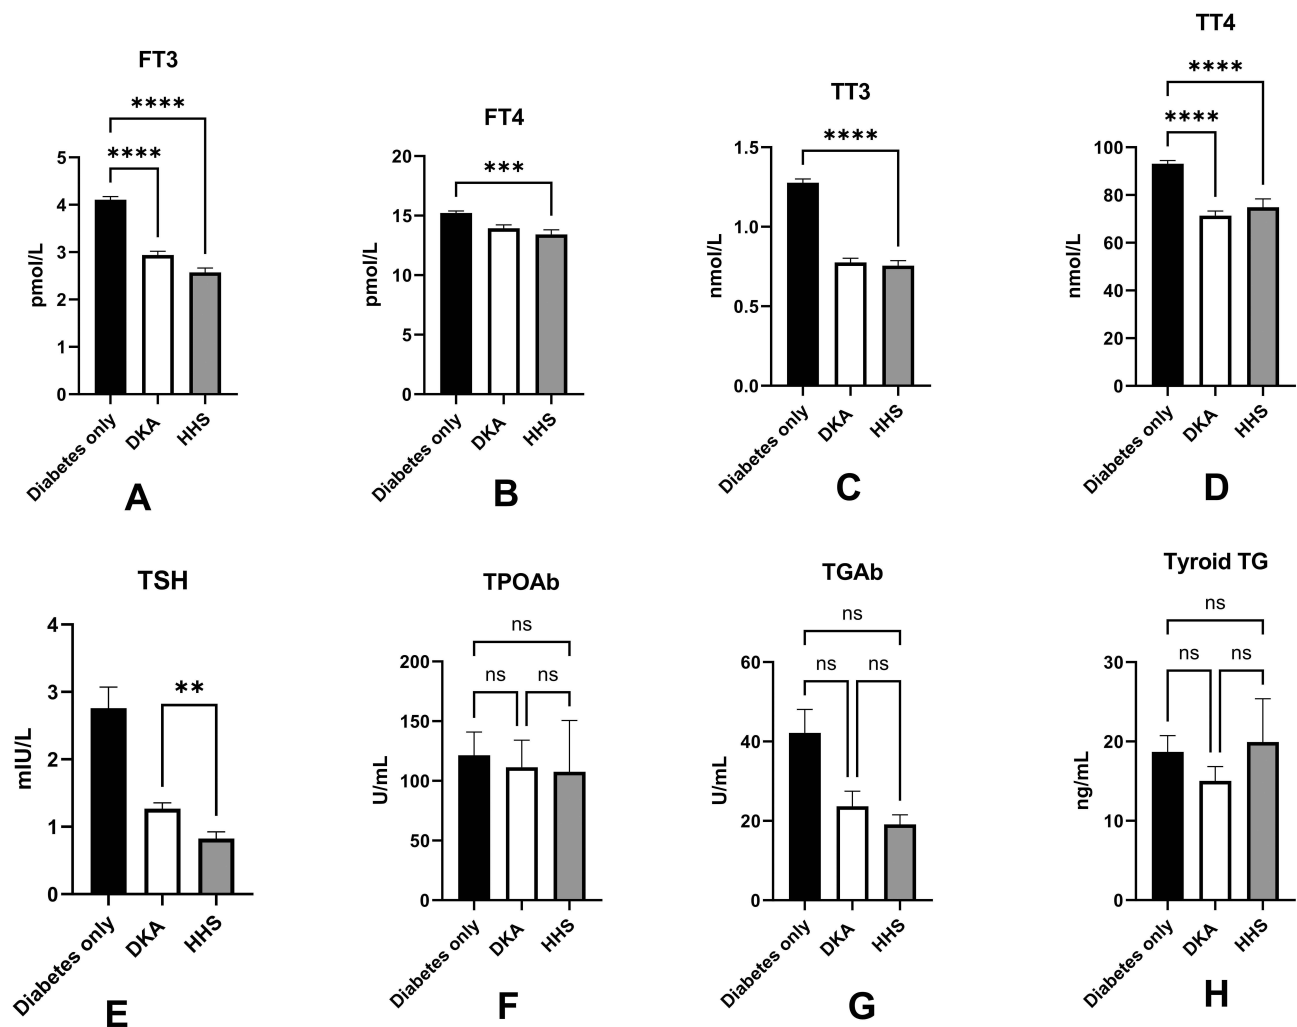 FT3
****
****
5
4
3
2
1
0
pmol/L
Diabetes only
DKA
HHS
A
FT4
***
20
15
10
5
0
pmol/L
Diabetes only
DKA
HHS
B
TT3
****
1.5
1.0
0.5
0.0
nmol/L
Diabetes only
DKA
HHS
C
TT4
****
****
100
80
60
40
20
0
nmol/L
Diabetes only
DKA
HHS
D
TSH
**
4
3
2
1
0
mIU/L
Diabetes only
DKA
HHS
E
TPOAb
ns
ns ns
200
150
100
50
0
U/mL
Diabetes only
DKA
HHS
F
TGAb
ns
ns ns
60
40
20
0
U/mL
Diabetes only
DKA
HHS
G
Tyroid TG
ns
ns ns
30
20
10
0
ng/mL
Diabetes only
DKA
HHS
H